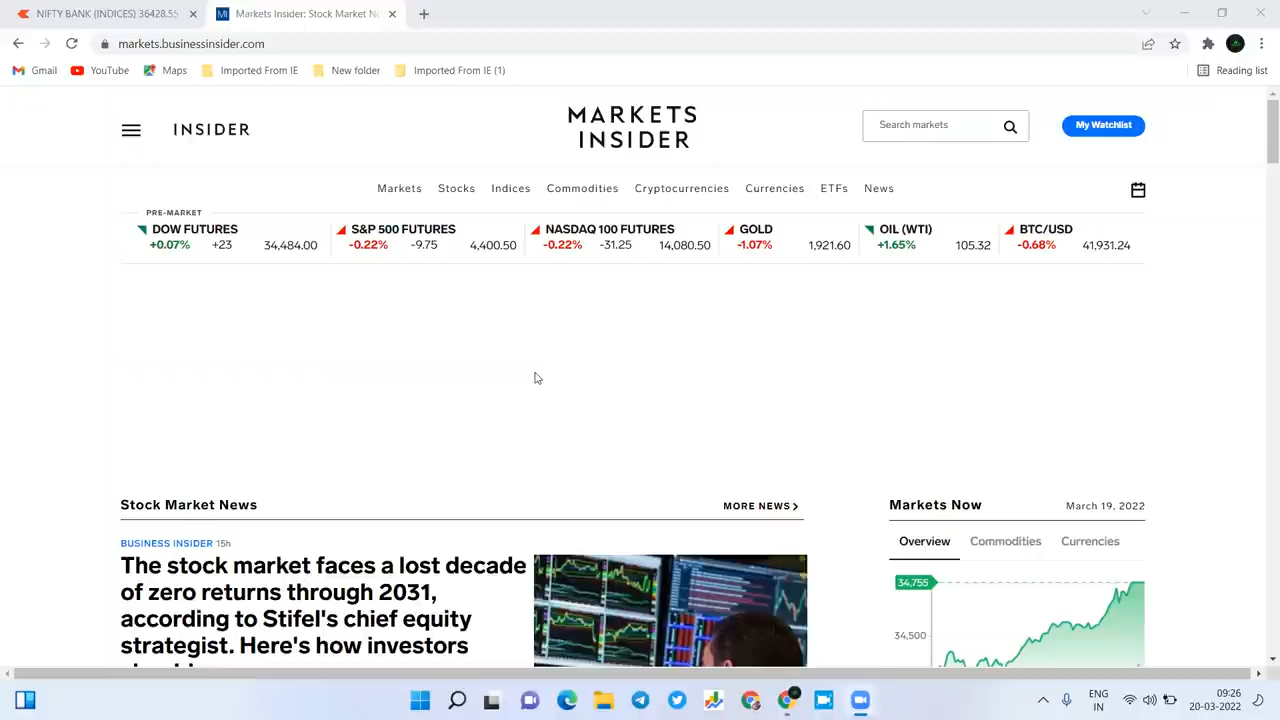 NIFTY BANK (INDICES) 36428.55
Markets Insider: Stock Market Ne
markets.businessinsider.com
Gmail YouTube Maps Imported From IE New folder Imported From IE (1) Reading list
INSIDER
MARKETS
INSIDER
Search markets
My Watchlist
Markets Stocks Indices Commodities Cryptocurrencies Currencies ETFs News
PRE-MARKET
DOW FUTURES
+0.07% +23 34,484.00
S&P 500 FUTURES
-0.22% -9.75 4,400.50
NASDAQ 100 FUTURES
-0.22% -31.25 14,080.50
GOLD
-1.07% 1,921.60
OIL (WTI)
+1.65% 105.32
BTC/USD
-0.68% 41,931.24
Stock Market News
MORE NEWS
BUSINESS INSIDER 15h
The stock market faces a lost decade
of zero returns through 2031,
according to Stifel's chief equity
strategist. Here's how investors
Markets Now March 19, 2022
Overview Commodities Currencies
34,755
34,500
ENG
IN
09:26
20-03-2022